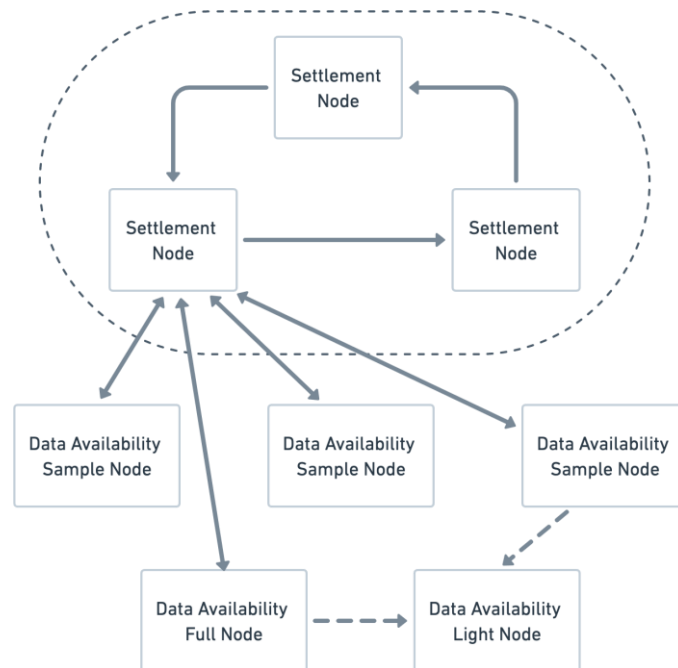 Settlement
Node
Settlement
Node
Settlement
Node
Data Availability
Sample Node
Data Availability
Sample Node
Data Availability
Sample Node
Data Availability
Full Node
Data Availability
Light Node